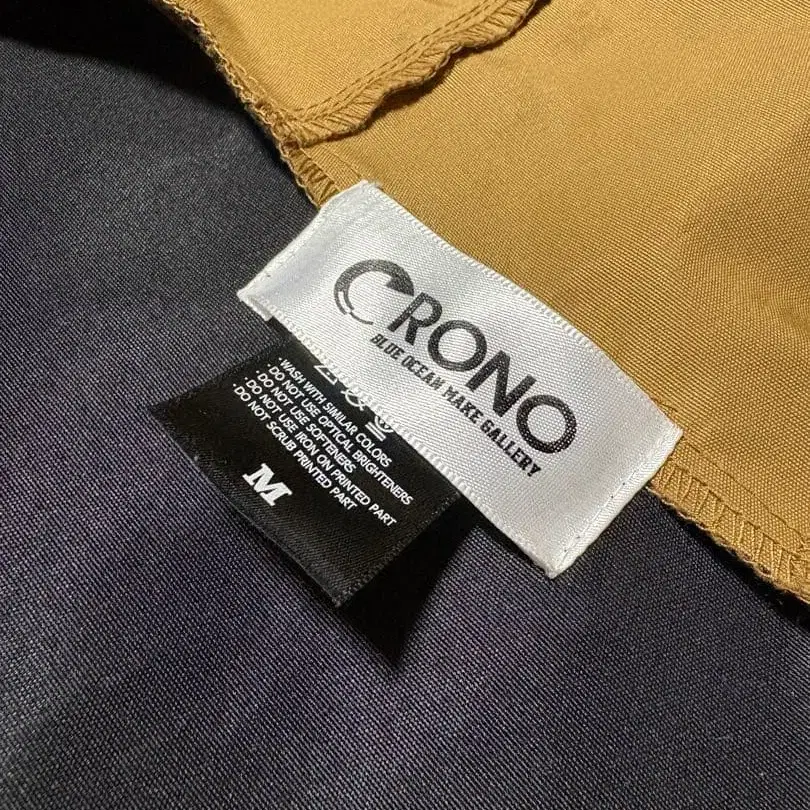 CRONO
BLUE OCEAN MAKE GALLERY
·WASH WITH SIMILAR COLORS
·DO NOT USE OPTICAL BRIGHTENERS
·DO NOT USE SOFTENERS
·DO NOT USE IRON ON PRINTED PART
·DO NOT SCRUB PRINTED PART
M